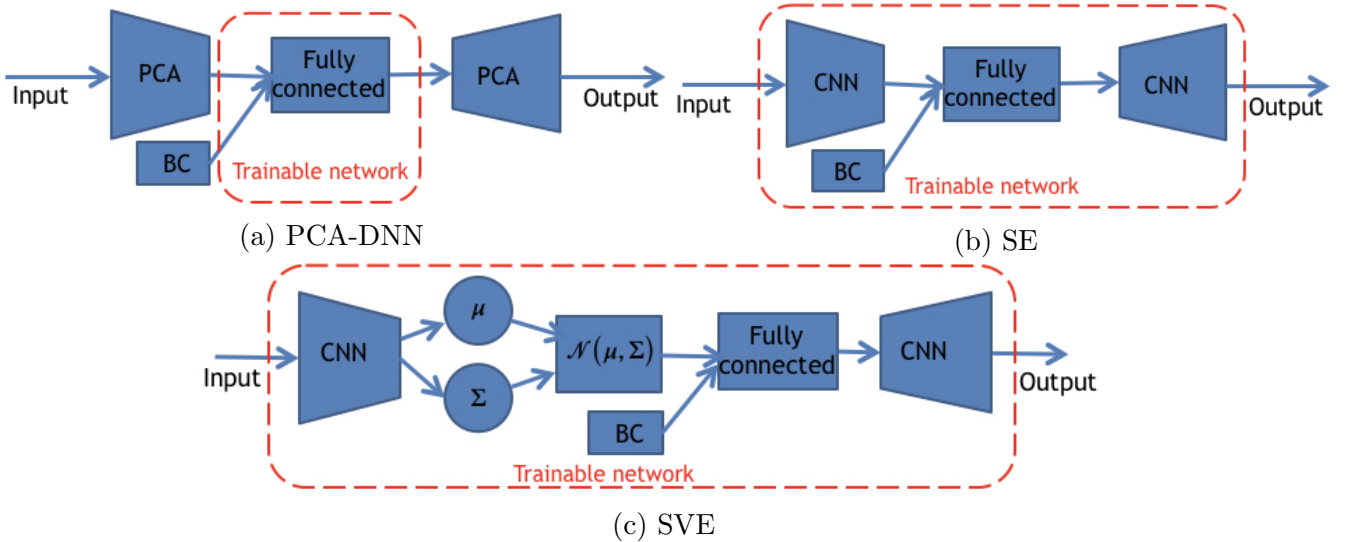 Input
PCA
BC
Fully
connected
Trainable network
PCA
Output
(a) PCA-DNN
Input
CNN
BC
Fully
connected
Trainable network
CNN
Output
(b) SE
Input
CNN
μ
Σ
𝒩(μ, Σ)
BC
Fully
connected
Trainable network
CNN
Output
(c) SVE